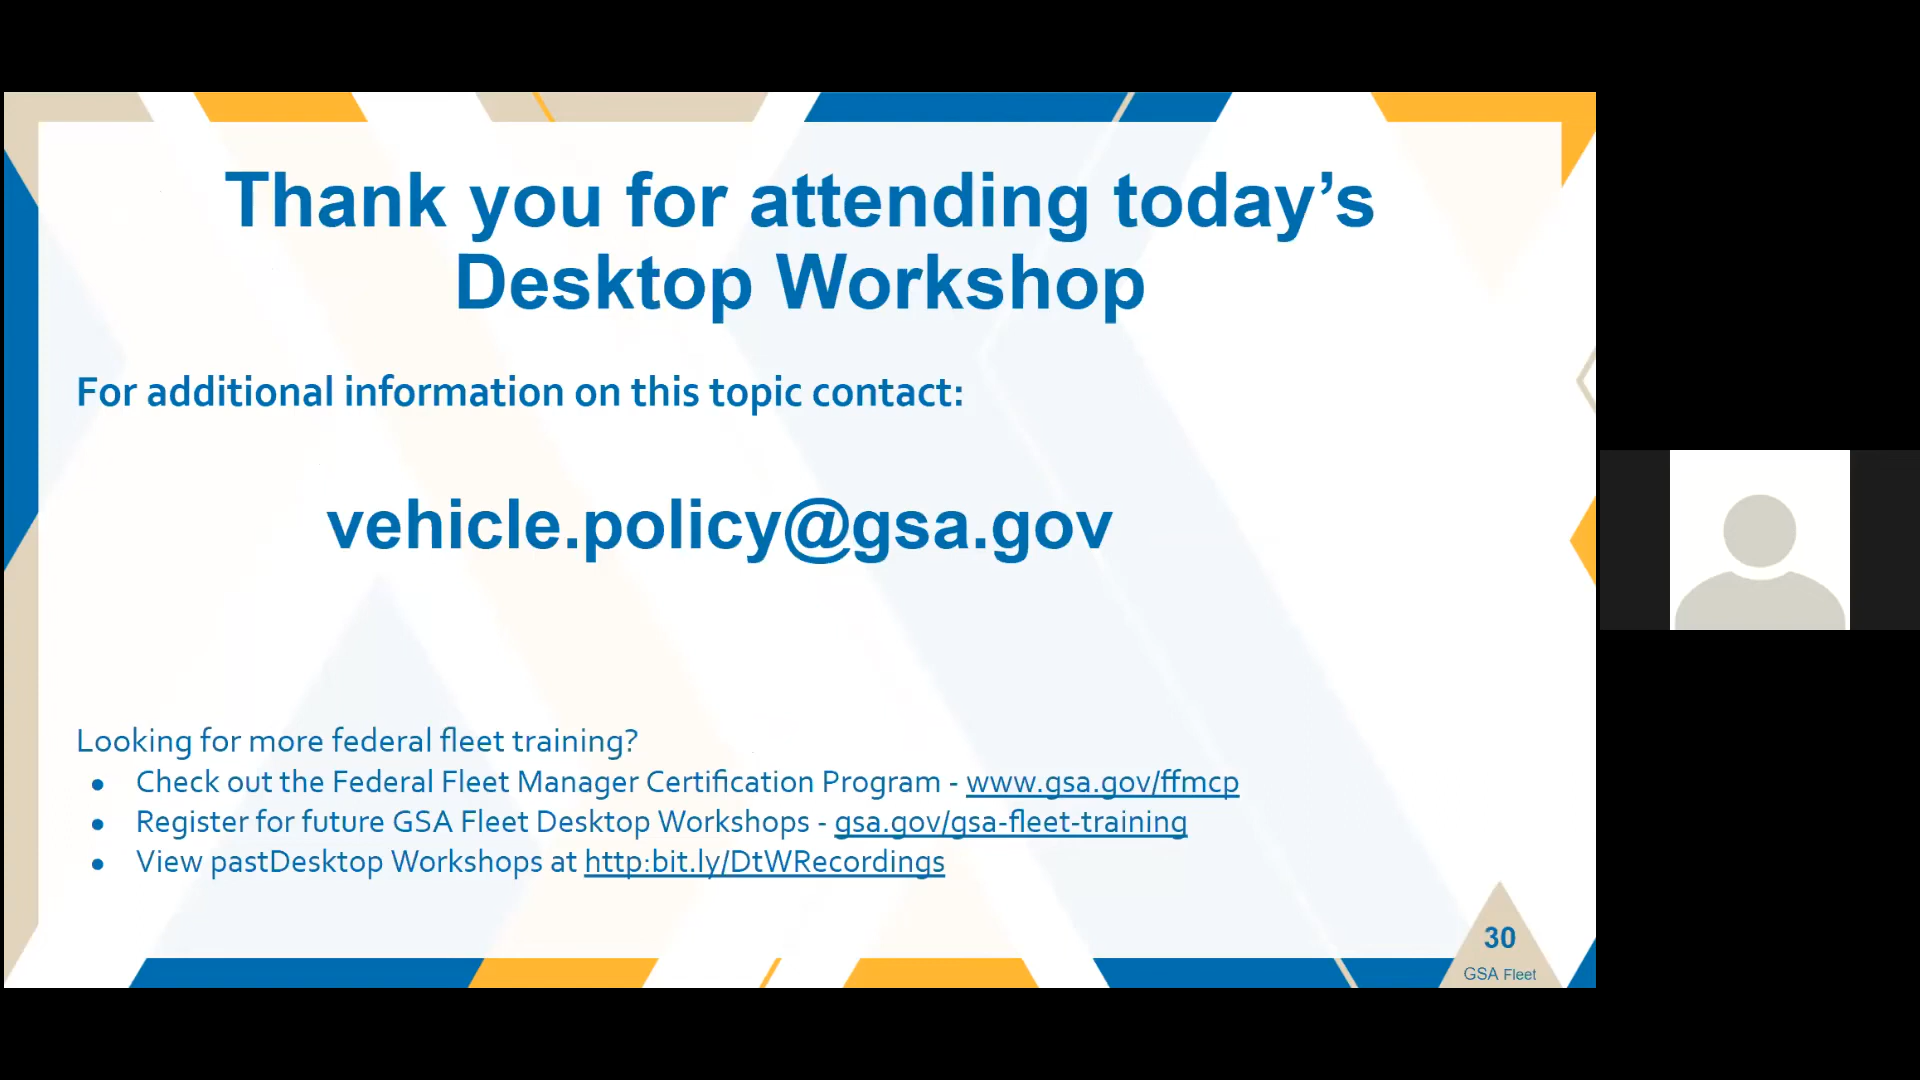 Thank you for attending today’s
Desktop Workshop
For additional information on this topic contact:
vehicle.policy@gsa.gov
Looking for more federal fleet training?
● Check out the Federal Fleet Manager Certification Program - www.gsa.gov/ffmcp
● Register for future GSA Fleet Desktop Workshops - gsa.gov/gsa-fleet-training
● View pastDesktop Workshops at http:bit.ly/DtWRecordings
30
GSA Fleet